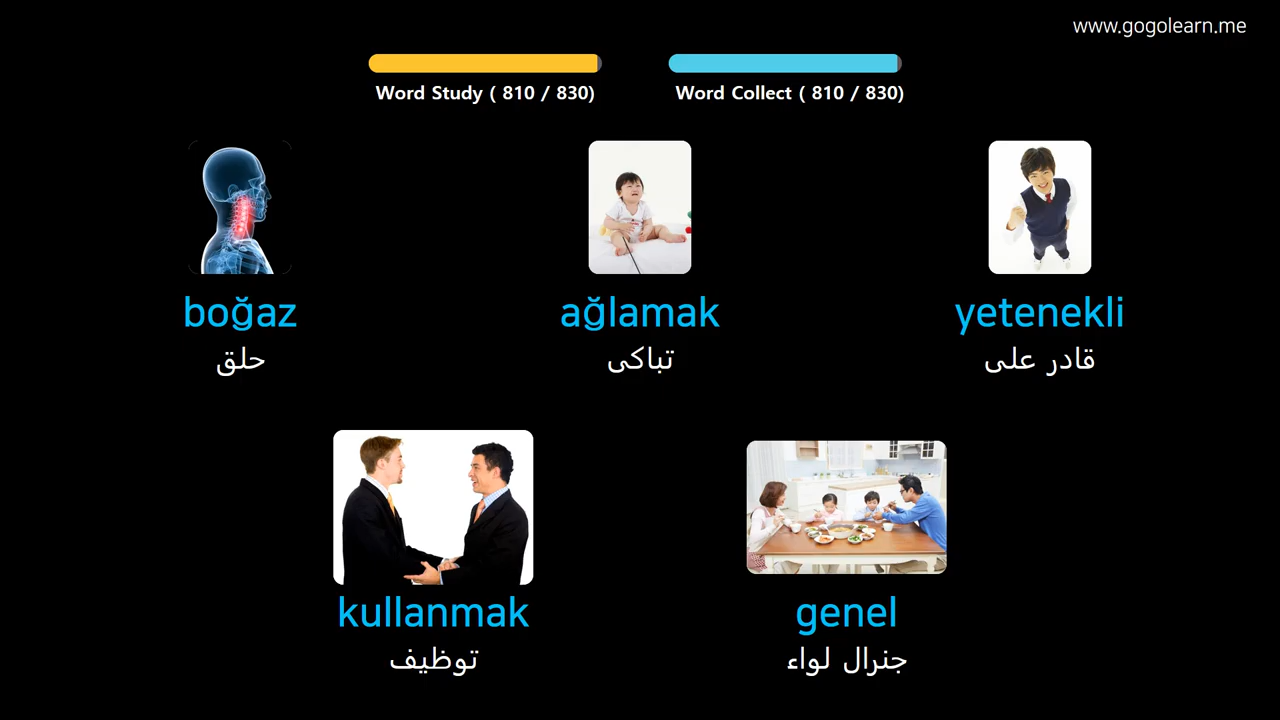 www.gogolearn.me
Word Study ( 810 / 830)
Word Collect ( 810 / 830)
boğaz
ağlamak
yetenekli
حلق
تباكى
قادر على
kullanmak
genel
توظيف
جنرال لواء